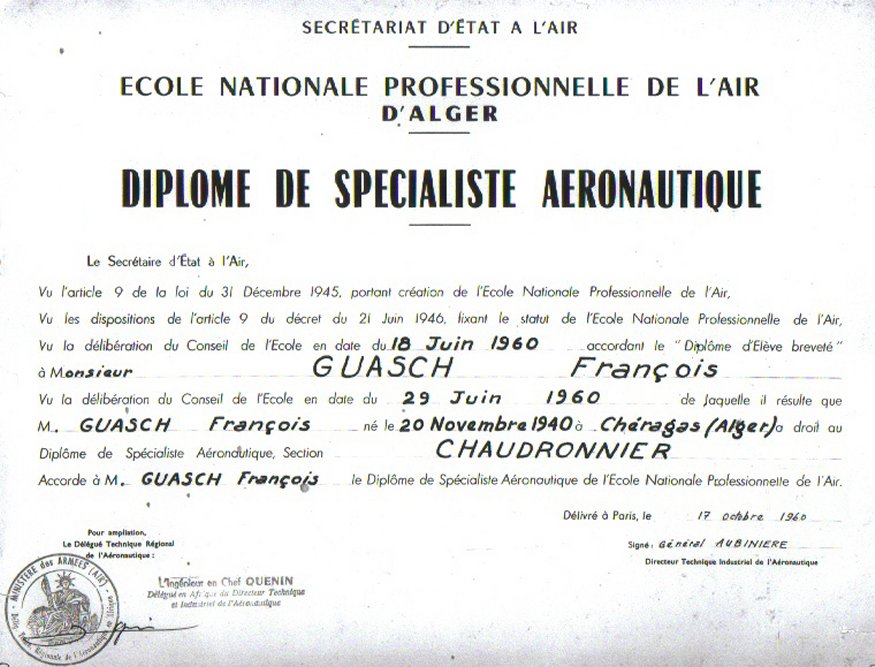 SECRÉTARIAT D'ÉTAT A L'AIR
ECOLE NATIONALE PROFESSIONNELLE DE L'AIR
D'ALGER
DIPLOME DE SPECIALISTE AERONAUTIQUE
Le Secrétaire d'État à l'Air,
Vu l'article 9 de la loi du 31 Décembre 1945, portant création de l'Ecole Nationale Professionnelle de l'Air,
Vu les dispositions de l'article 9 du décret du 21 Juin 1946, fixant le statut de l'Ecole Nationale Professionnelle de l'Air,
Vu la délibération du Conseil de l'Ecole en date du 18 Juin 1960 accordant le "Diplôme d'Elève breveté"
à Monsieur GUASCH François
Vu la délibération du Conseil de l'Ecole en date du 29 Juin 1960 de laquelle il résulte que
M. GUASCH François né le 20 Novembre 1940 à Chéragas (Alger) a droit au
Diplôme de Spécialiste Aéronautique, Section CHAUDRONNIER
Accorde à M. GUASCH François le Diplôme de Spécialiste Aéronautique de l'Ecole Nationale Professionnelle de l'Air.
Délivré à Paris, le 17 Octobre 1960
Pour ampliation,
Le Délégué Technique Régional
de l'Aéronautique :
Signé : Général AUBINIERE
Directeur Technique Industriel de l'Aéronautique
L'Ingénieur en Chef QUENIN
Délégué en Afrique du Directeur Technique
et Industriel de l'Aéronautique
MINISTÈRE des ARMÉES (AIR)
Régionale de l'Aéronautique en